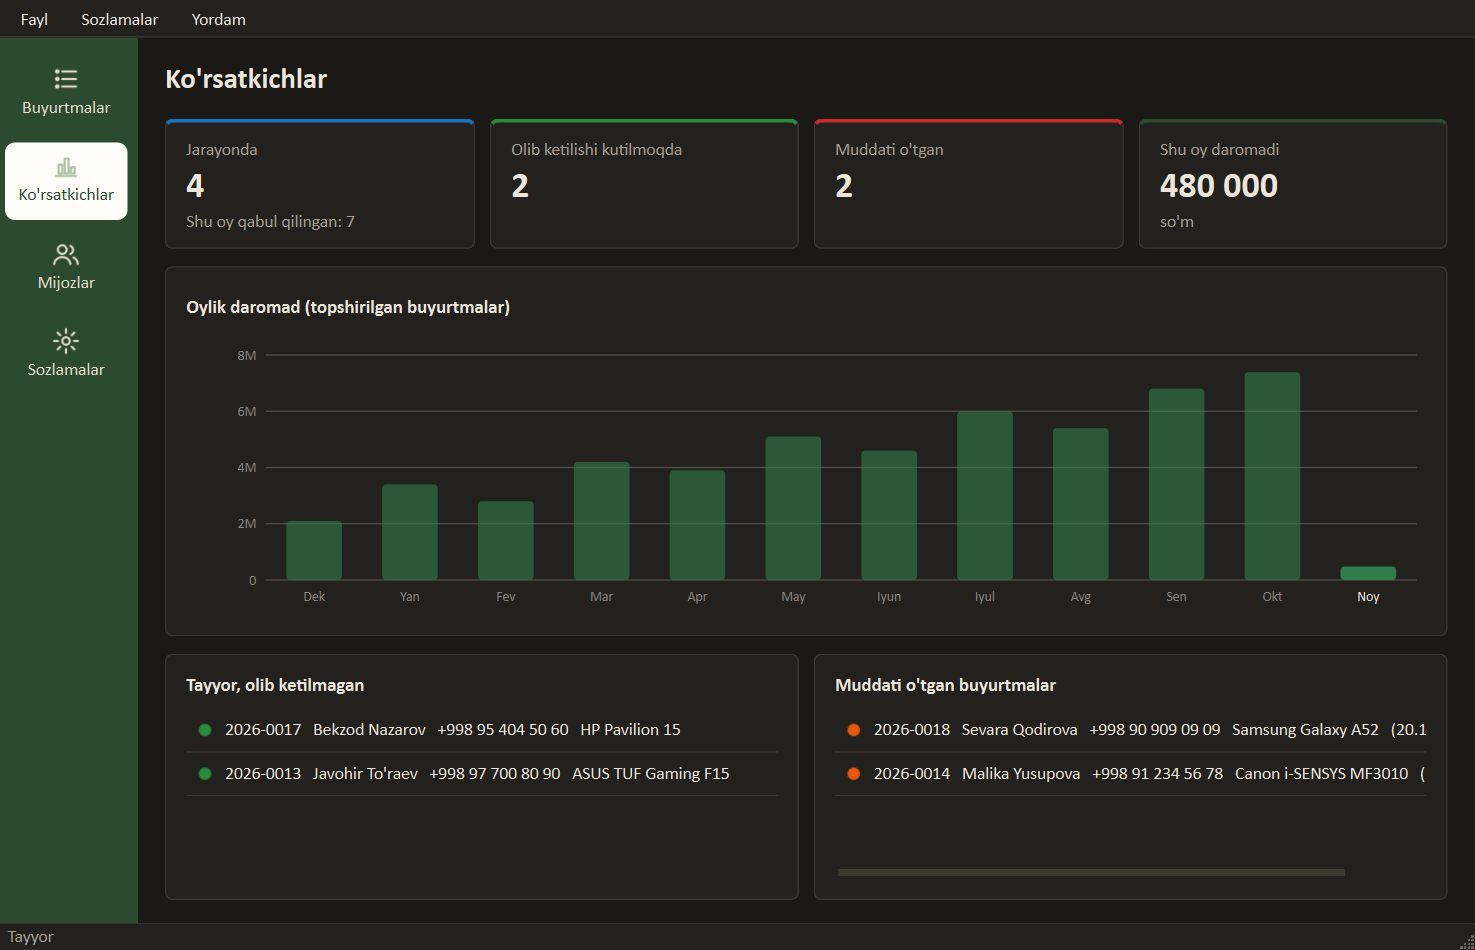 Fayl Sozlamalar Yordam
Buyurtmalar
Ko'rsatkichlar
Mijozlar
Sozlamalar
Ko'rsatkichlar
Jarayonda
4
Shu oy qabul qilingan: 7
Olib ketilishi kutilmoqda
2
Muddati o'tgan
2
Shu oy daromadi
480 000
so'm
Oylik daromad (topshirilgan buyurtmalar)
8M
6M
4M
2M
0
Dek Yan Fev Mar Apr May Iyun Iyul Avg Sen Okt Noy
Tayyor, olib ketilmagan
2026-0017 Bekzod Nazarov +998 95 404 50 60 HP Pavilion 15
2026-0013 Javohir To'raev +998 97 700 80 90 ASUS TUF Gaming F15
Muddati o'tgan buyurtmalar
2026-0018 Sevara Qodirova +998 90 909 09 09 Samsung Galaxy A52 (20.1
2026-0014 Malika Yusupova +998 91 234 56 78 Canon i-SENSYS MF3010 (
Tayyor